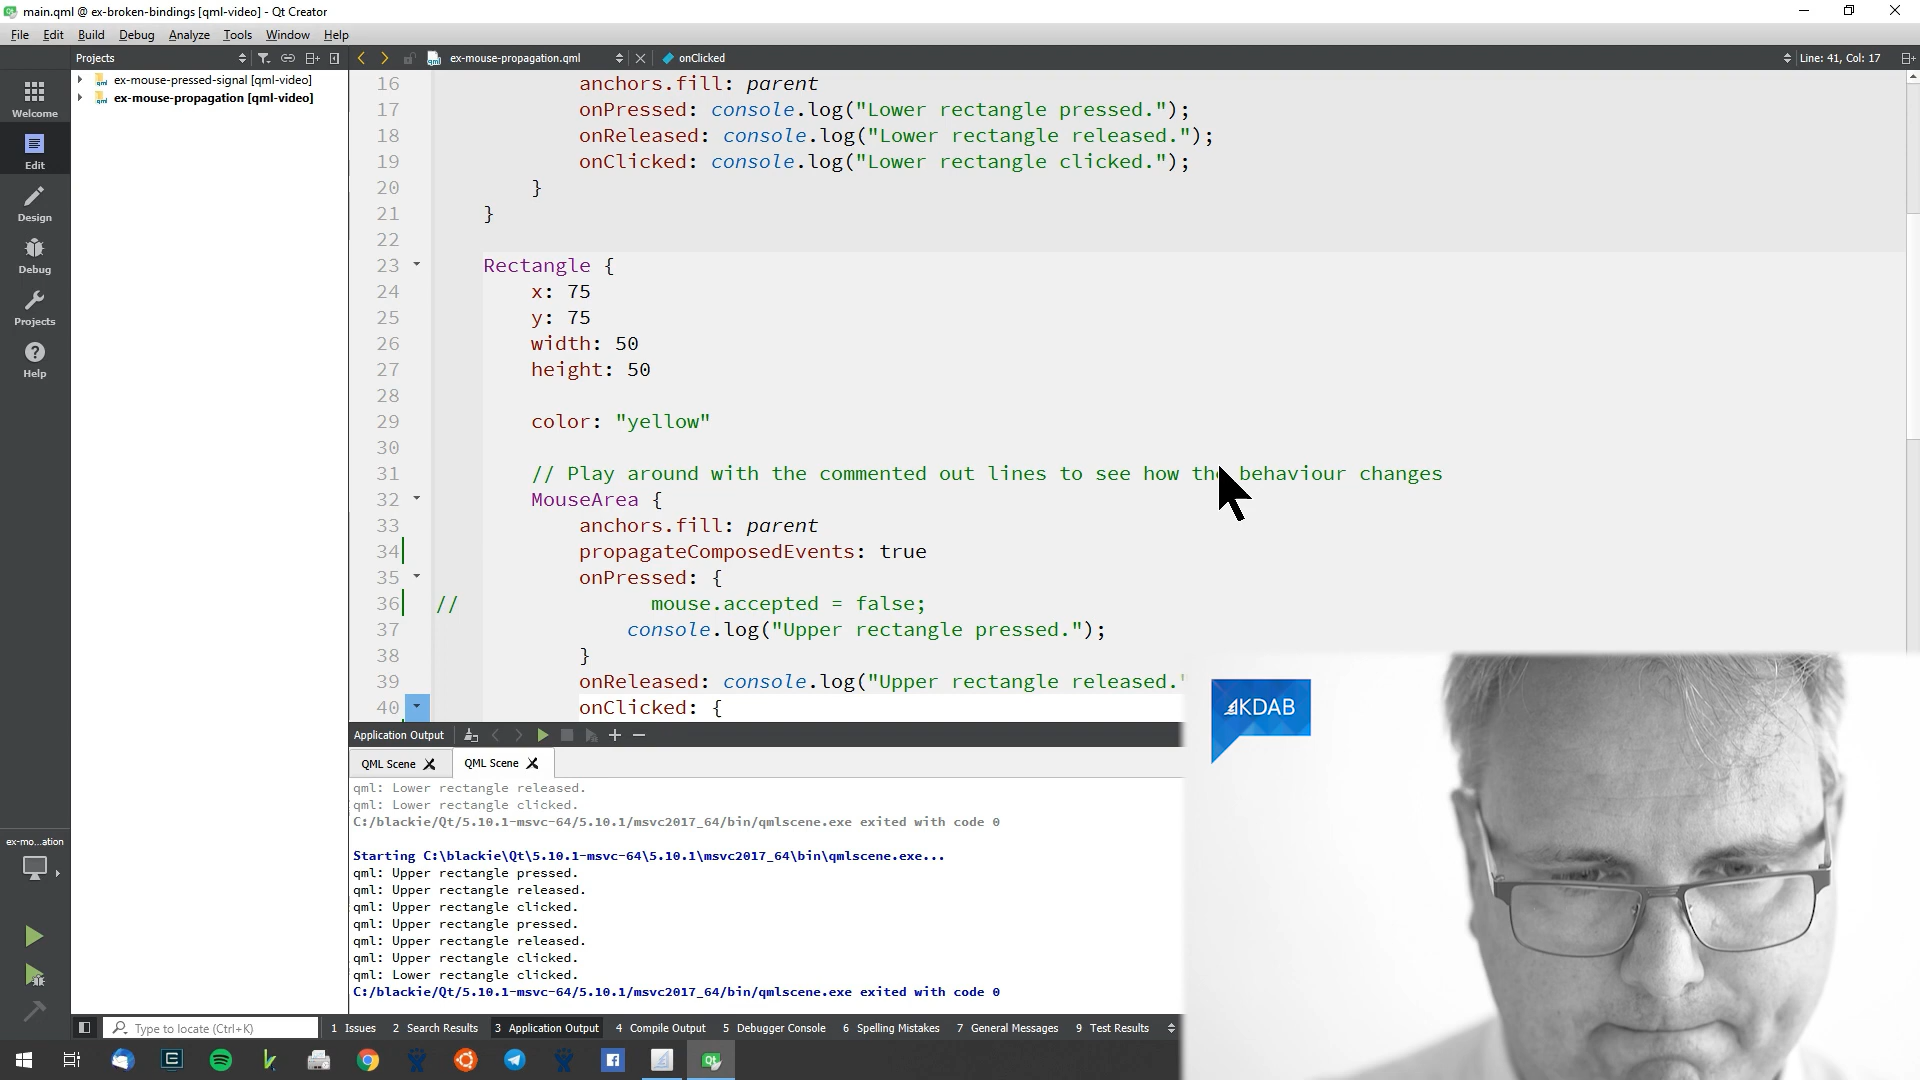 main.qml @ ex-broken-bindings [qml-video] - Qt Creator
File Edit Build Debug Analyze Tools Window Help
Projects
ex-mouse-propagation.qml
onClicked
Line: 41, Col: 17
Welcome
Edit
Design
Debug
Projects
Help
ex-mouse-pressed-signal [qml-video]
ex-mouse-propagation [qml-video]
16 anchors.fill: parent
17 onPressed: console.log("Lower rectangle pressed.");
18 onReleased: console.log("Lower rectangle released.");
19 onClicked: console.log("Lower rectangle clicked.");
20 }
21 }
22
23 Rectangle {
24 x: 75
25 y: 75
26 width: 50
27 height: 50
28
29 color: "yellow"
30
31 // Play around with the commented out lines to see how the behaviour changes
32 MouseArea {
33 anchors.fill: parent
34 propagateComposedEvents: true
35 onPressed: {
36 // mouse.accepted = false;
37 console.log("Upper rectangle pressed.");
38 }
39 onReleased: console.log("Upper rectangle released."
40 onClicked: {
KDAB
Application Output
QML Scene
QML Scene
qml: Lower rectangle released.
qml: Lower rectangle clicked.
C:/blackie/Qt/5.10.1-msvc-64/5.10.1/msvc2017_64/bin/qmlscene.exe exited with code 0
Starting C:\blackie\Qt\5.10.1-msvc-64\5.10.1\msvc2017_64\bin\qmlscene.exe...
qml: Upper rectangle pressed.
qml: Upper rectangle released.
qml: Upper rectangle clicked.
qml: Upper rectangle pressed.
qml: Upper rectangle released.
qml: Upper rectangle clicked.
qml: Lower rectangle clicked.
C:/blackie/Qt/5.10.1-msvc-64/5.10.1/msvc2017_64/bin/qmlscene.exe exited with code 0
ex-mo...ation
Type to locate (Ctrl+K)
1 Issues
2 Search Results
3 Application Output
4 Compile Output
5 Debugger Console
6 Spelling Mistakes
7 General Messages
9 Test Results